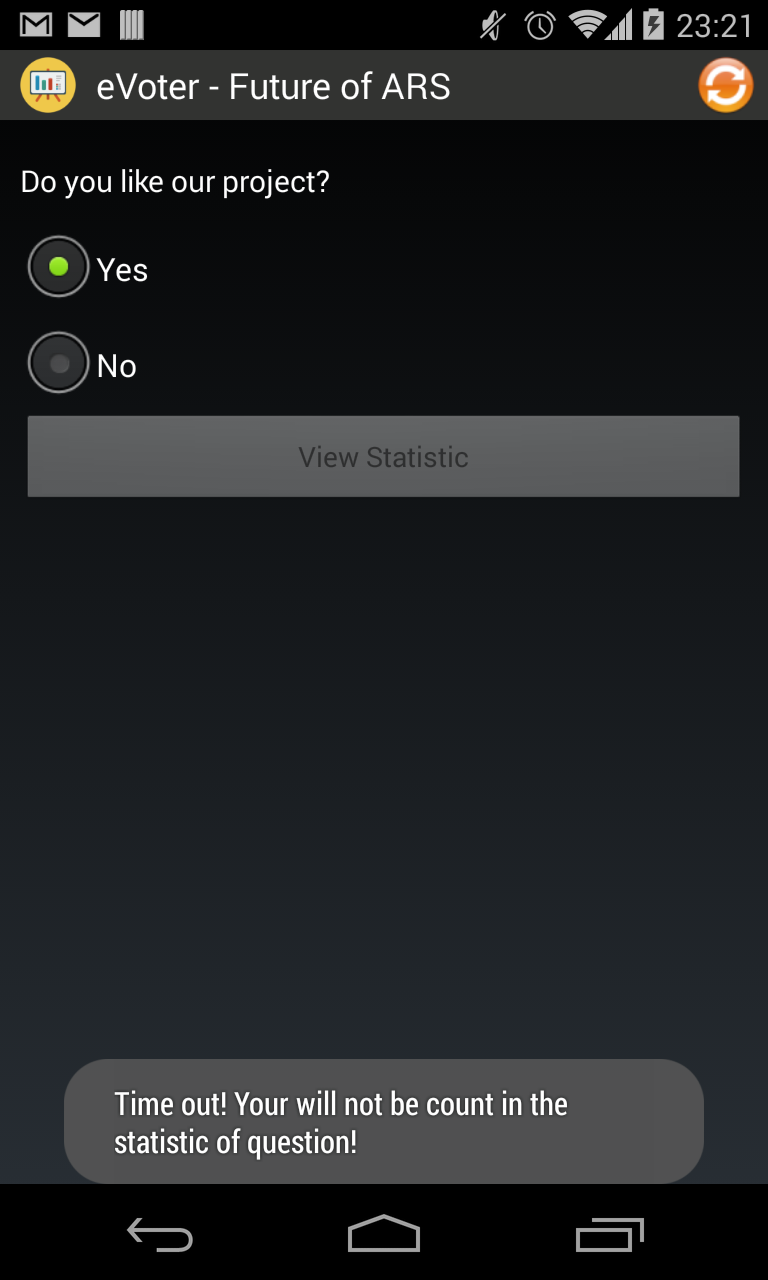 23:21
eVoter - Future of ARS
Do you like our project?
Yes
No
View Statistic
Time out! Your will not be count in the
statistic of question!